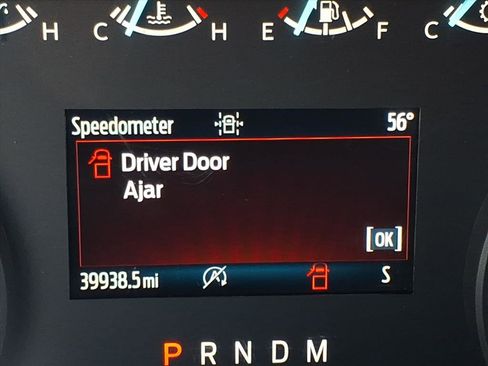 H C H E F C
Speedometer 56°
Driver Door
Ajar
[OK]
39938.5 mi S
P R N D M